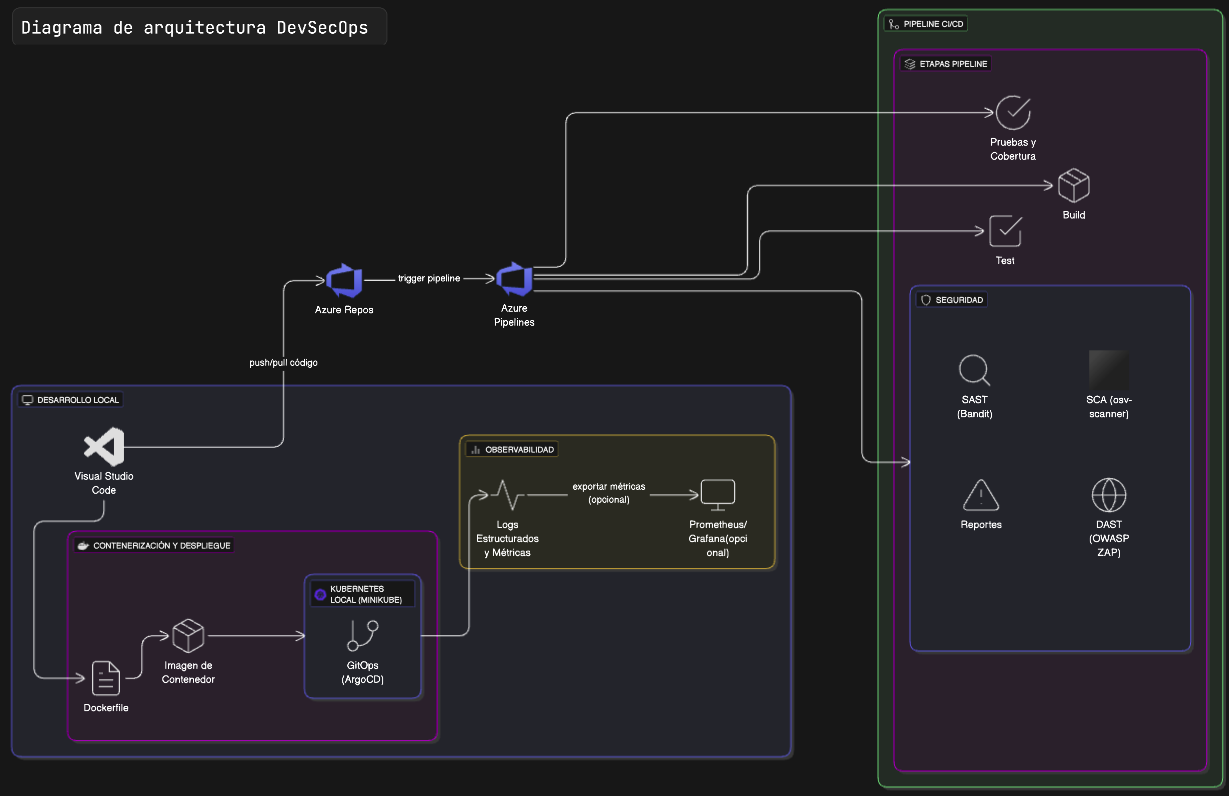 Diagrama de arquitectura DevSecOps
PIPELINE CI/CD
ETAPAS PIPELINE
Pruebas y
Cobertura
Build
Test
Azure Repos
trigger pipeline
Azure
Pipelines
SEGURIDAD
SAST
(Bandit)
SCA (osv-
scanner)
Reportes
DAST
(OWASP
ZAP)
push/pull código
DESARROLLO LOCAL
Visual Studio
Code
OBSERVABILIDAD
Logs
Estructurados
y Métricas
exportar métricas
(opcional)
Prometheus/
Grafana(opci
onal)
CONTENERIZACIÓN Y DESPLIEGUE
KUBERNETES
LOCAL (MINIKUBE)
GitOps
(ArgoCD)
Imagen de
Contenedor
Dockerfile